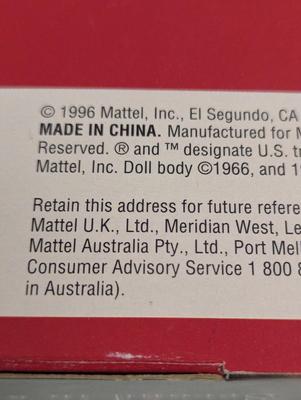 © 1996 Mattel, Inc., El Segundo, CA
MADE IN CHINA. Manufactured for
Reserved. ® and ™ designate U.S.
Mattel, Inc. Doll body ©1966, and
Retain this address for future
Mattel U.K., Ltd., Meridian West,
Mattel Australia Pty., Ltd., Port
Consumer Advisory Service 1 800
in Australia).